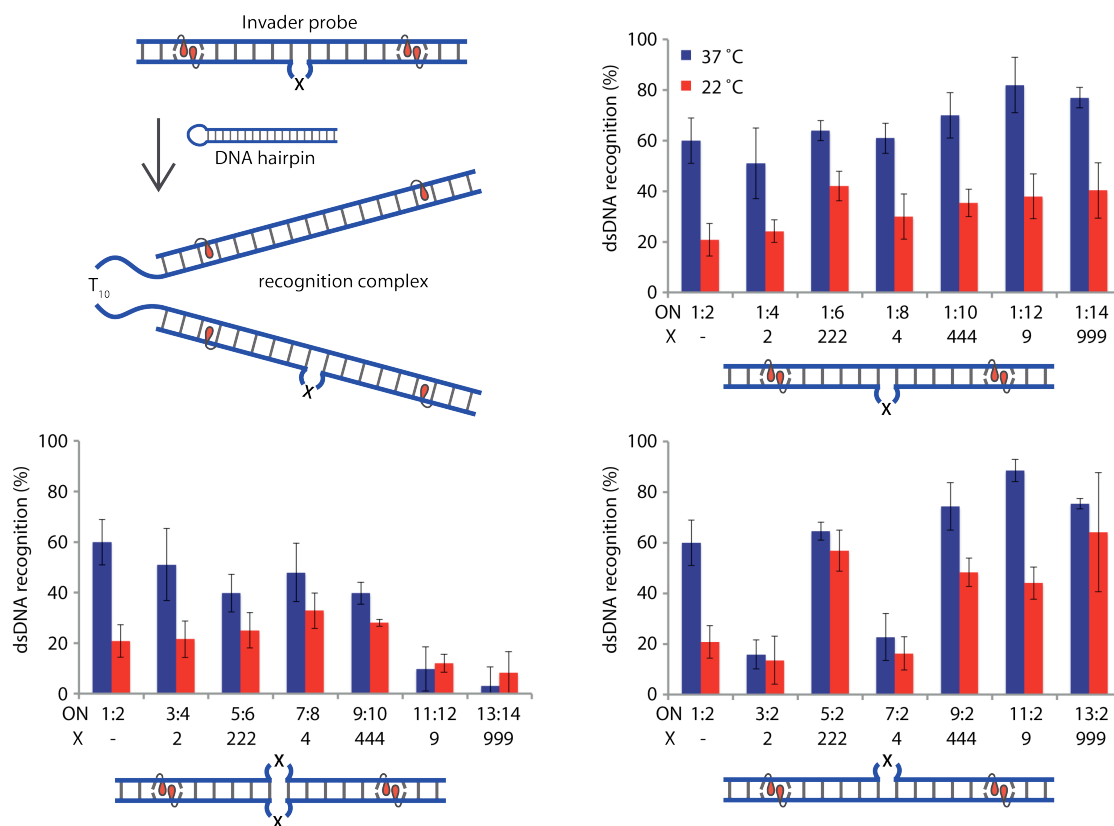 Invader probe
X
DNA hairpin
T10
recognition complex
X
dsDNA recognition (%)
100
80
60
40
20
0
37 °C
22 °C
ON 1:2 1:4 1:6 1:8 1:10 1:12 1:14
X - 2 222 4 444 9 999
X
dsDNA recognition (%)
100
80
60
40
20
0
ON 1:2 3:4 5:6 7:8 9:10 11:12 13:14
X - 2 222 4 444 9 999
X
X
dsDNA recognition (%)
100
80
60
40
20
0
ON 1:2 3:2 5:2 7:2 9:2 11:2 13:2
X - 2 222 4 444 9 999
X